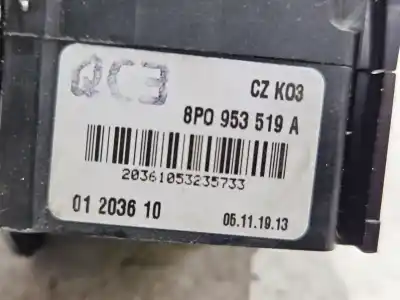 QC3
CZ K03
8P0 953 519 A
20361053235733
01 2036 10
05.11.19.13